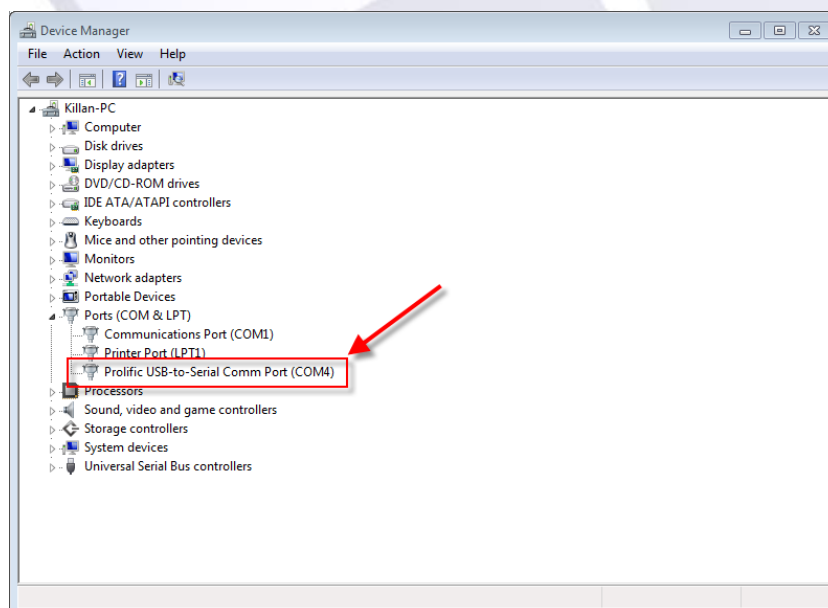 Device Manager
File Action View Help
Killan-PC
Computer
Disk drives
Display adapters
DVD/CD-ROM drives
IDE ATA/ATAPI controllers
Keyboards
Mice and other pointing devices
Monitors
Network adapters
Portable Devices
Ports (COM & LPT)
Communications Port (COM1)
Printer Port (LPT1)
Prolific USB-to-Serial Comm Port (COM4)
Processors
Sound, video and game controllers
Storage controllers
System devices
Universal Serial Bus controllers